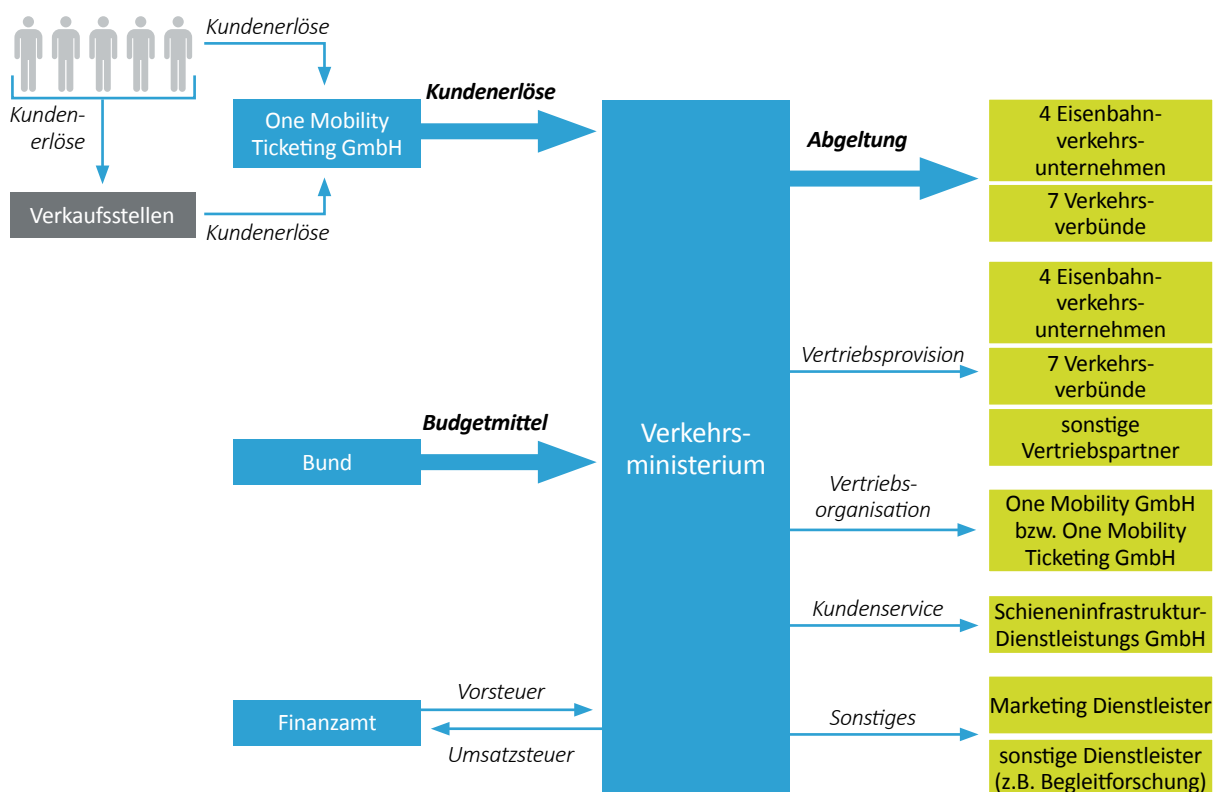 Kundenerlöse
Kunden-
erlöse
One Mobility
Ticketing GmbH
Verkaufsstellen
Kundenerlöse
Kundenerlöse
Bund
Budgetmittel
Finanzamt
Vorsteuer
Umsatzsteuer
Verkehrs-
ministerium
Abgeltung
4 Eisenbahn-
verkehrs-
unternehmen
7 Verkehrs-
verbünde
Vertriebsprovision
4 Eisenbahn-
verkehrs-
unternehmen
7 Verkehrs-
verbünde
sonstige
Vertriebspartner
Vertriebs-
organisation
One Mobility GmbH
bzw. One Mobility
Ticketing GmbH
Kundenservice
Schieneninfrastruktur-
Dienstleistungs GmbH
Sonstiges
Marketing Dienstleister
sonstige Dienstleister
(z.B. Begleitforschung)